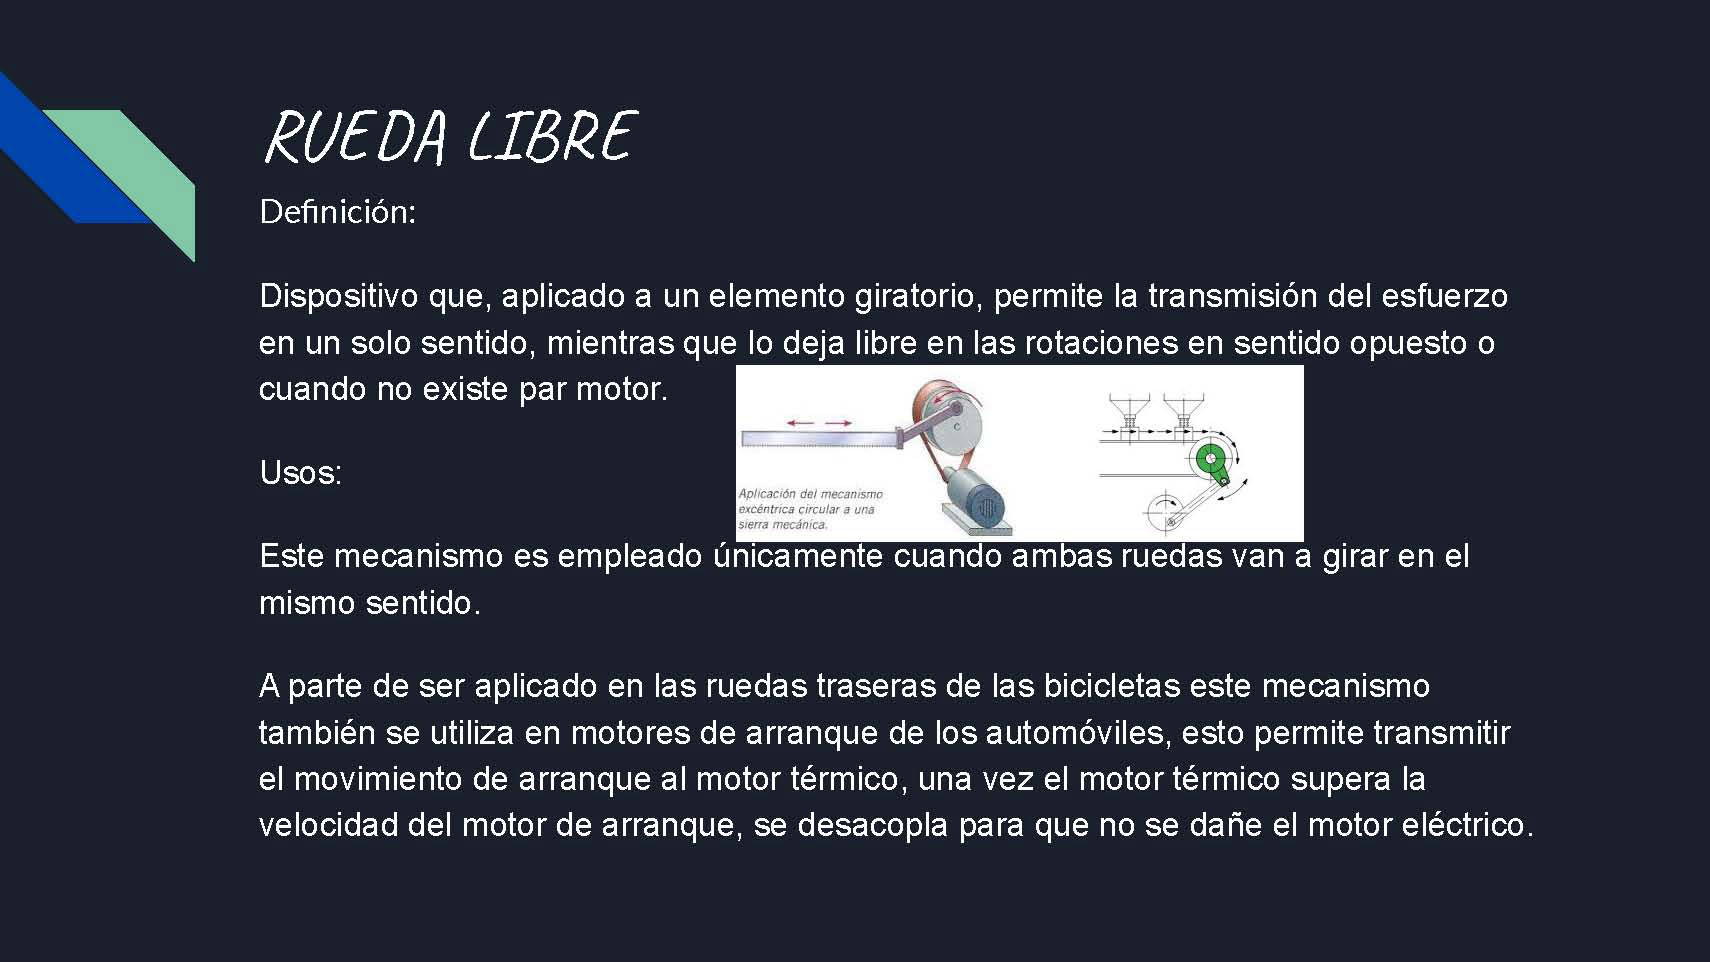 RUEDA LIBRE
Definición:
Dispositivo que, aplicado a un elemento giratorio, permite la transmisión del esfuerzo
en un solo sentido, mientras que lo deja libre en las rotaciones en sentido opuesto o
cuando no existe par motor.
C
Aplicación del mecanismo
excéntrica circular a una
sierra mecánica.
Usos:
Este mecanismo es empleado únicamente cuando ambas ruedas van a girar en el
mismo sentido.
A parte de ser aplicado en las ruedas traseras de las bicicletas este mecanismo
también se utiliza en motores de arranque de los automóviles, esto permite transmitir
el movimiento de arranque al motor térmico, una vez el motor térmico supera la
velocidad del motor de arranque, se desacopla para que no se dañe el motor eléctrico.